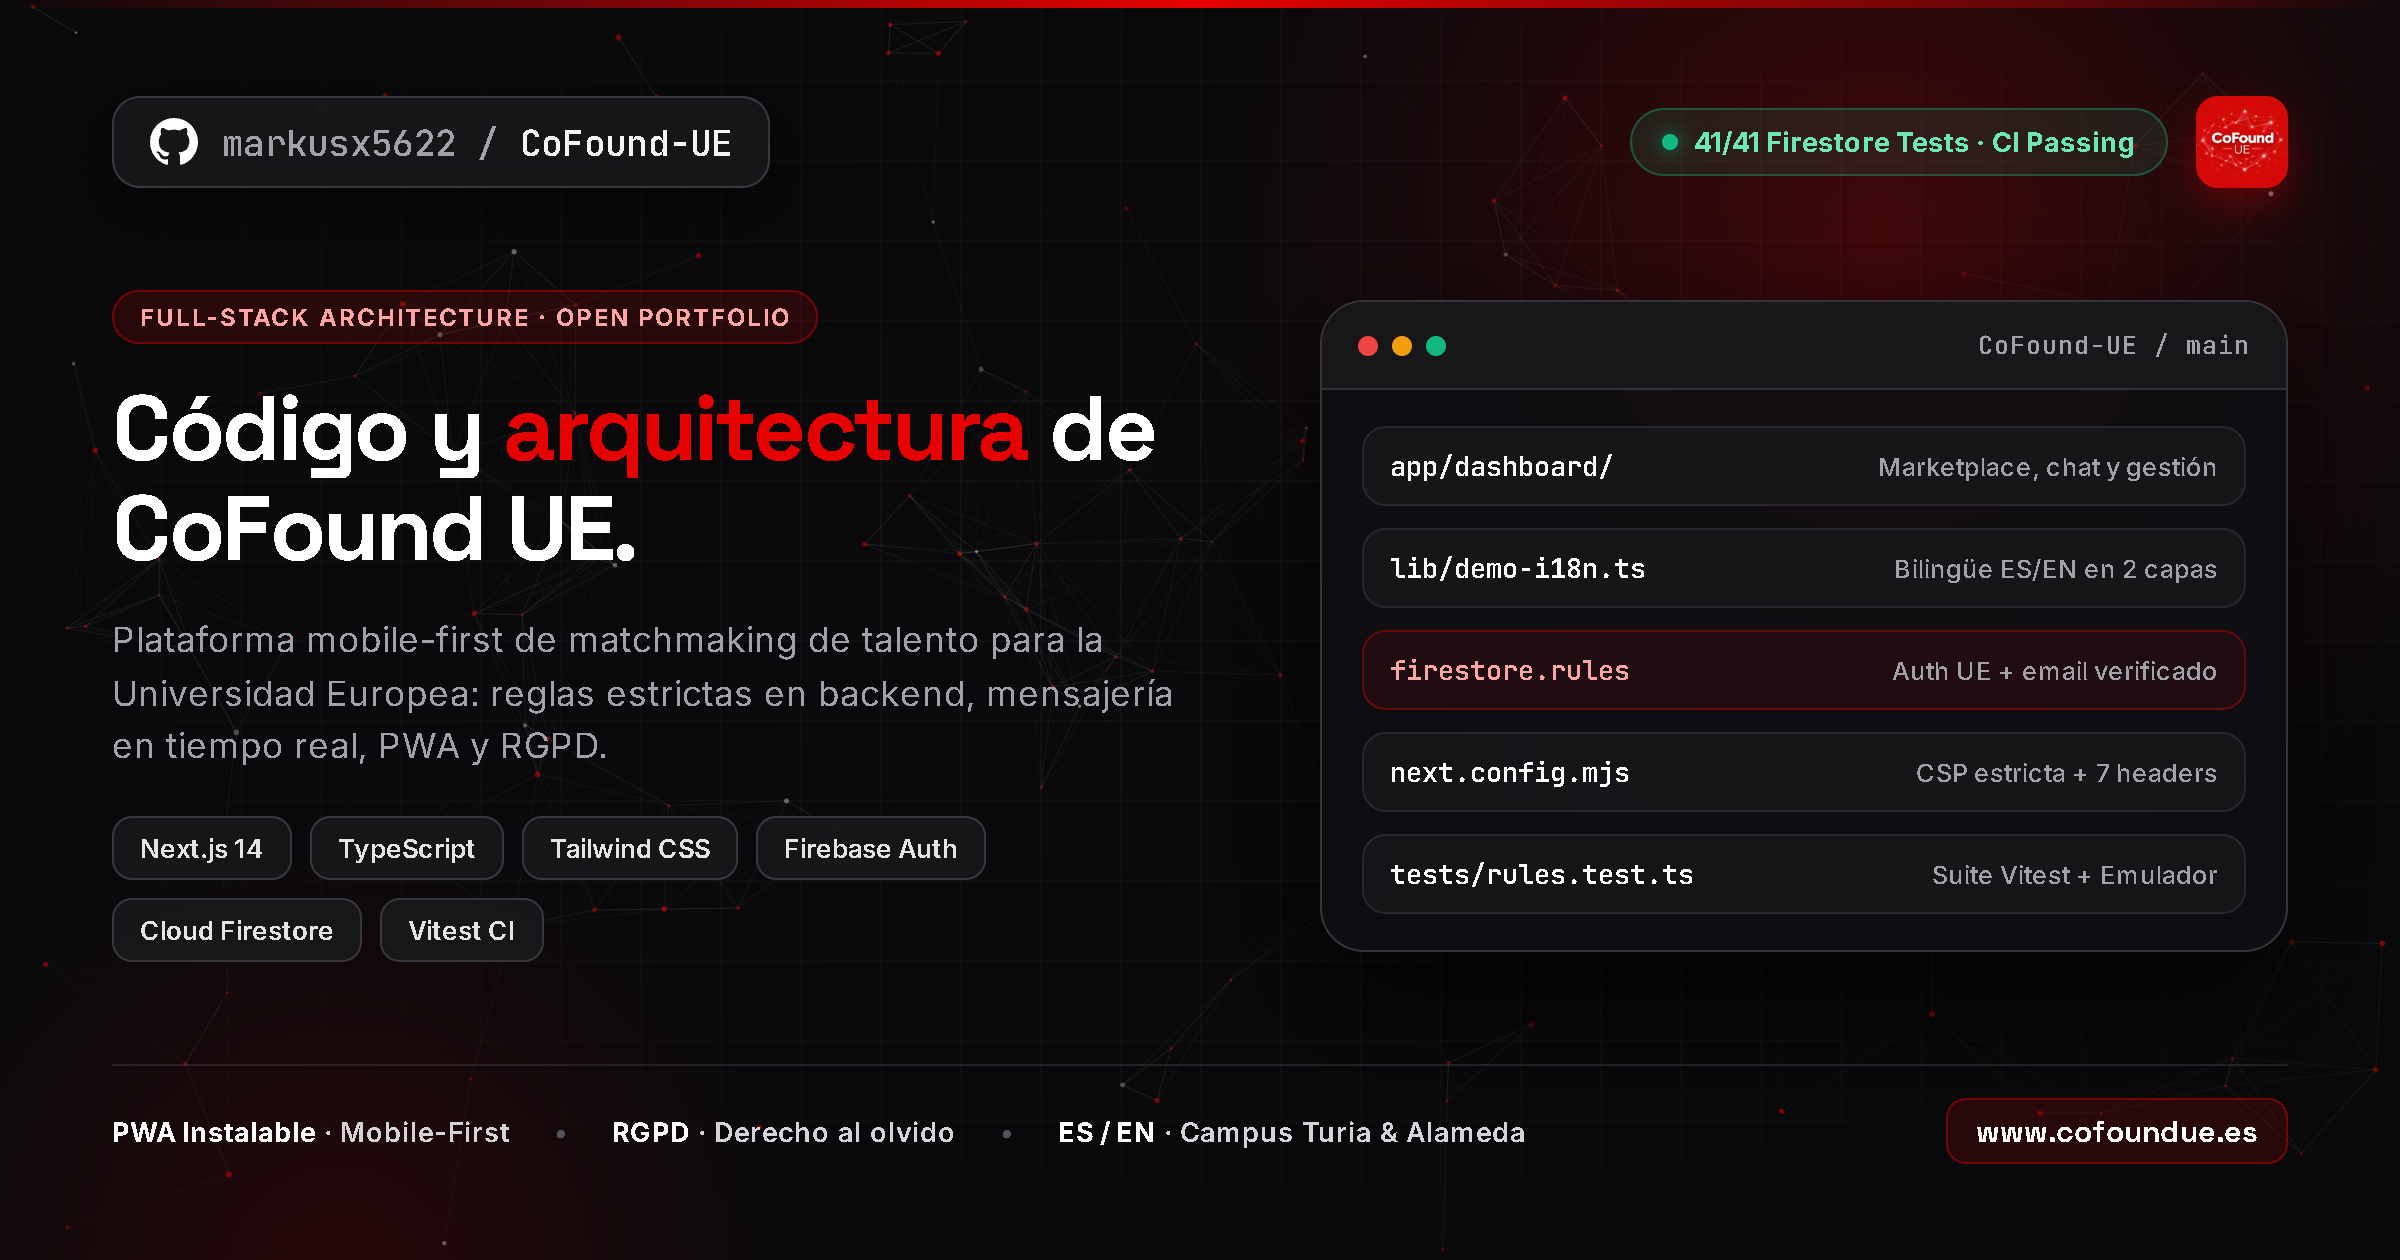 markusx5622 / CoFound-UE
41/41 Firestore Tests · CI Passing
CoFound
UE
FULL-STACK ARCHITECTURE · OPEN PORTFOLIO
Código y arquitectura de
CoFound UE.
Plataforma mobile-first de matchmaking de talento para la
Universidad Europea: reglas estrictas en backend, mensajería
en tiempo real, PWA y RGPD.
Next.js 14
TypeScript
Tailwind CSS
Firebase Auth
Cloud Firestore
Vitest CI
CoFound-UE / main
app/dashboard/ Marketplace, chat y gestión
lib/demo-i18n.ts Bilingüe ES/EN en 2 capas
firestore.rules Auth UE + email verificado
next.config.mjs CSP estricta + 7 headers
tests/rules.test.ts Suite Vitest + Emulador
PWA Instalable · Mobile-First • RGPD · Derecho al olvido • ES / EN · Campus Turia & Alameda
www.cofoundue.es